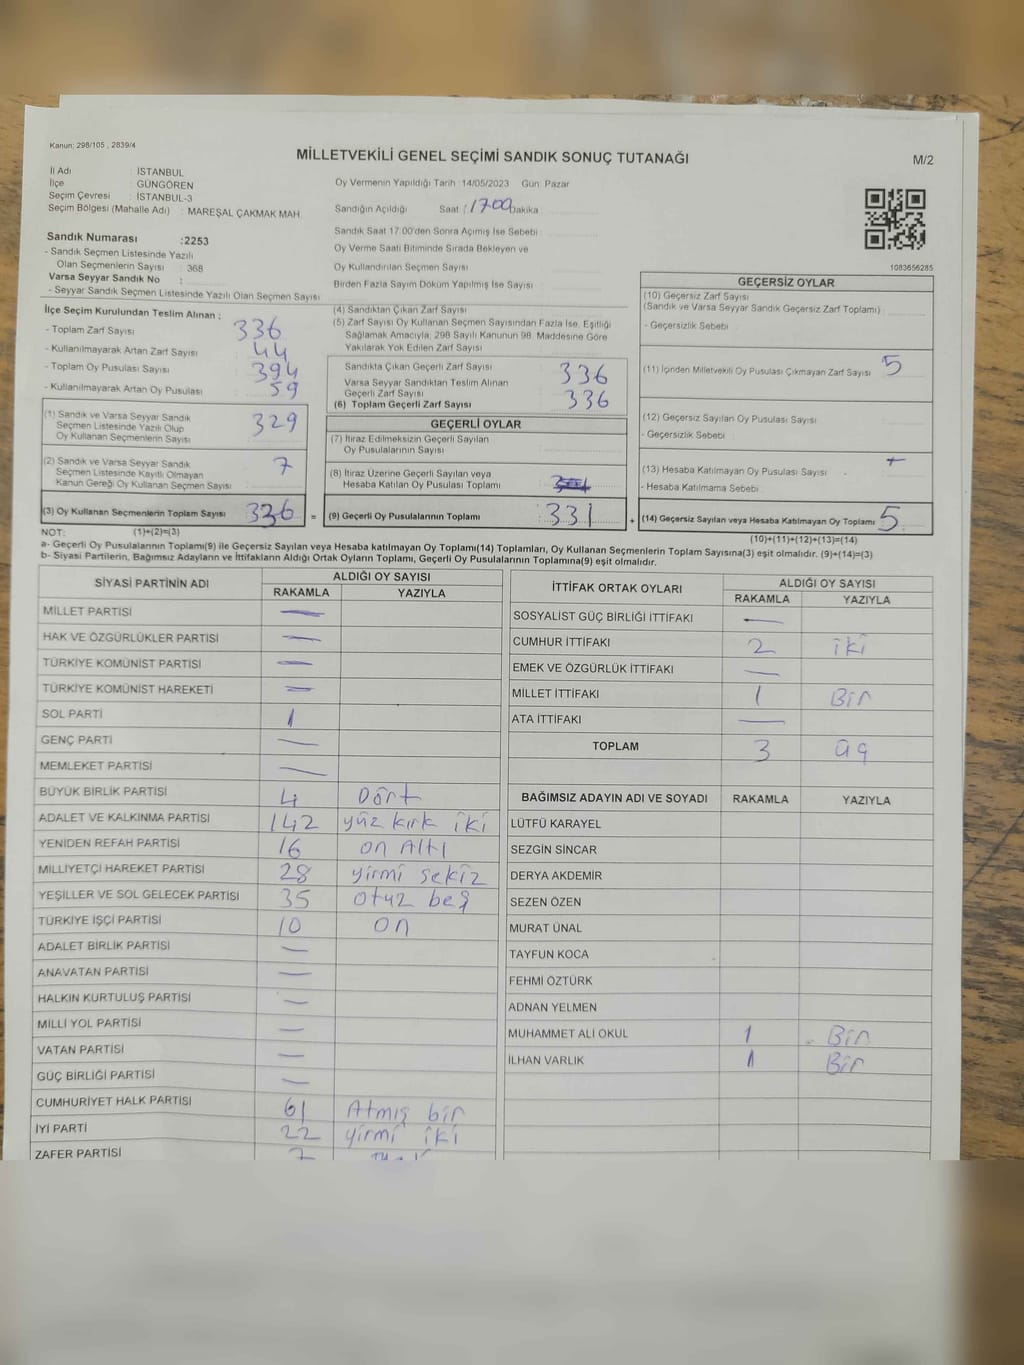 Kanun; 298/105 , 2839/4
MİLLETVEKİLİ GENEL SEÇİMİ SANDIK SONUÇ TUTANAĞI
M/2
İl Adı : İSTANBUL
İlçe : GÜNGÖREN
Seçim Çevresi : İSTANBUL-3
Seçim Bölgesi (Mahalle Adı) : MAREŞAL ÇAKMAK MAH.
Oy Vermenin Yapıldığı Tarih :14/05/2023 Gün: Pazar
Sandığın Açıldığı Saat : 1700 Dakika
Sandık Saat 17.00'den Sonra Açımış İse Sebebi :
Oy Verme Saati Bitiminde Sırada Bekleyen ve
Oy Kullandırılan Seçmen Sayısı
Birden Fazla Sayım Döküm Yapılmış İse Sayısı :
1083656285
Sandık Numarası :2253
- Sandık Seçmen Listesinde Yazılı
Olan Seçmenlerin Sayısı : 368
Varsa Seyyar Sandık No :
- Seyyar Sandık Seçmen Listesinde Yazılı Olan Seçmen Sayısı
İlçe Seçim Kurulundan Teslim Alınan :
- Toplam Zarf Sayısı 336
- Kullanılmayarak Artan Zarf Sayısı 44
- Toplam Oy Pusulası Sayısı 394
- Kullanılmayarak Artan Oy Pusulası 59
(1) Sandık ve Varsa Seyyar Sandık
Seçmen Listesinde Yazılı Olup
Oy Kullanan Seçmenlerin Sayısı 329
(2) Sandık ve Varsa Seyyar Sandık
Seçmen Listesinde Kayıtlı Olmayan
Kanun Gereği Oy Kullanan Seçmen Sayısı 7
(3) Oy Kullanan Seçmenlerin Toplam Sayısı 336 =
(4) Sandıktan Çıkan Zarf Sayısı
(5) Zarf Sayısı Oy Kullanan Seçmen Sayısından Fazla İse, Eşitliği
Sağlamak Amacıyla; 298 Sayılı Kanunun 98. Maddesine Göre
Yakılarak Yok Edilen Zarf Sayısı
Sandıkta Çıkan Geçerli Zarf Sayısı 336
Varsa Seyyar Sandıktan Teslim Alınan
Geçerli Zarf Sayısı
(6) Toplam Geçerli Zarf Sayısı 336
GEÇERLİ OYLAR
(7) İtiraz Edilmeksizin Geçerli Sayılan
Oy Pusulalarının Sayısı
(8) İtiraz Üzerine Geçerli Sayılan veya
Hesaba Katılan Oy Pusulası Toplamı
(9) Geçerli Oy Pusulalarının Toplamı 331 +
GEÇERSİZ OYLAR
(10) Geçersiz Zarf Sayısı
(Sandık ve Varsa Seyyar Sandık Geçersiz Zarf Toplamı)
- Geçersizlik Sebebi :
(11) İçinden Milletvekili Oy Pusulası Çıkmayan Zarf Sayısı 5
(12) Geçersiz Sayılan Oy Pusulası Sayısı
- Geçersizlik Sebebi :
(13) Hesaba Katılmayan Oy Pusulası Sayısı
- Hesaba Katılmama Sebebi :
(14) Geçersiz Sayılan veya Hesaba Katılmayan Oy Toplamı 5
NOT: (1)+(2)=(3) (10)+(11)+(12)+(13)=(14)
a- Geçerli Oy Pusulalarının Toplamı(9) ile Geçersiz Sayılan veya Hesaba katılmayan Oy Toplamı(14) Toplamları, Oy Kullanan Seçmenlerin Toplam Sayısına(3) eşit olmalıdır. (9)+(14)=(3)
b- Siyasi Partilerin, Bağımsız Adayların ve İttifakların Aldığı Ortak Oyların Toplamı, Geçerli Oy Pusulalarının Toplamına(9) eşit olmalıdır.
SİYASİ PARTİNİN ADI ALDIĞI OY SAYISI
RAKAMLA YAZIYLA
MİLLET PARTİSİ —
HAK VE ÖZGÜRLÜKLER PARTİSİ —
TÜRKİYE KOMÜNİST PARTİSİ —
TÜRKİYE KOMÜNİST HAREKETİ —
SOL PARTİ 1
GENÇ PARTİ —
MEMLEKET PARTİSİ —
BÜYÜK BİRLİK PARTİSİ 4 Dört
ADALET VE KALKINMA PARTİSİ 142 yüz kırk iki
YENİDEN REFAH PARTİSİ 16 on Altı
MİLLİYETÇİ HAREKET PARTİSİ 28 yirmi sekiz
YEŞİLLER VE SOL GELECEK PARTİSİ 35 otuz beş
TÜRKİYE İŞÇİ PARTİSİ 10 on
ADALET BİRLİK PARTİSİ —
ANAVATAN PARTİSİ —
HALKIN KURTULUŞ PARTİSİ —
MİLLİ YOL PARTİSİ —
VATAN PARTİSİ —
GÜÇ BİRLİĞİ PARTİSİ —
CUMHURİYET HALK PARTİSİ 61 Atmış bir
İYİ PARTİ 22 yirmi iki
ZAFER PARTİSİ 7
İTTİFAK ORTAK OYLARI ALDIĞI OY SAYISI
RAKAMLA YAZIYLA
SOSYALİST GÜÇ BİRLİĞİ İTTİFAKI —
CUMHUR İTTİFAKI 2 iki
EMEK VE ÖZGÜRLÜK İTTİFAKI —
MİLLET İTTİFAKI 1 Bir
ATA İTTİFAKI —
TOPLAM 3 üç
BAĞIMSIZ ADAYIN ADI VE SOYADI RAKAMLA YAZIYLA
LÜTFÜ KARAYEL
SEZGİN SİNCAR
DERYA AKDEMİR
SEZEN ÖZEN
MURAT ÜNAL
TAYFUN KOCA
FEHMİ ÖZTÜRK
ADNAN YELMEN
MUHAMMET ALİ OKUL 1 Bir
İLHAN VARLIK 1 Bir